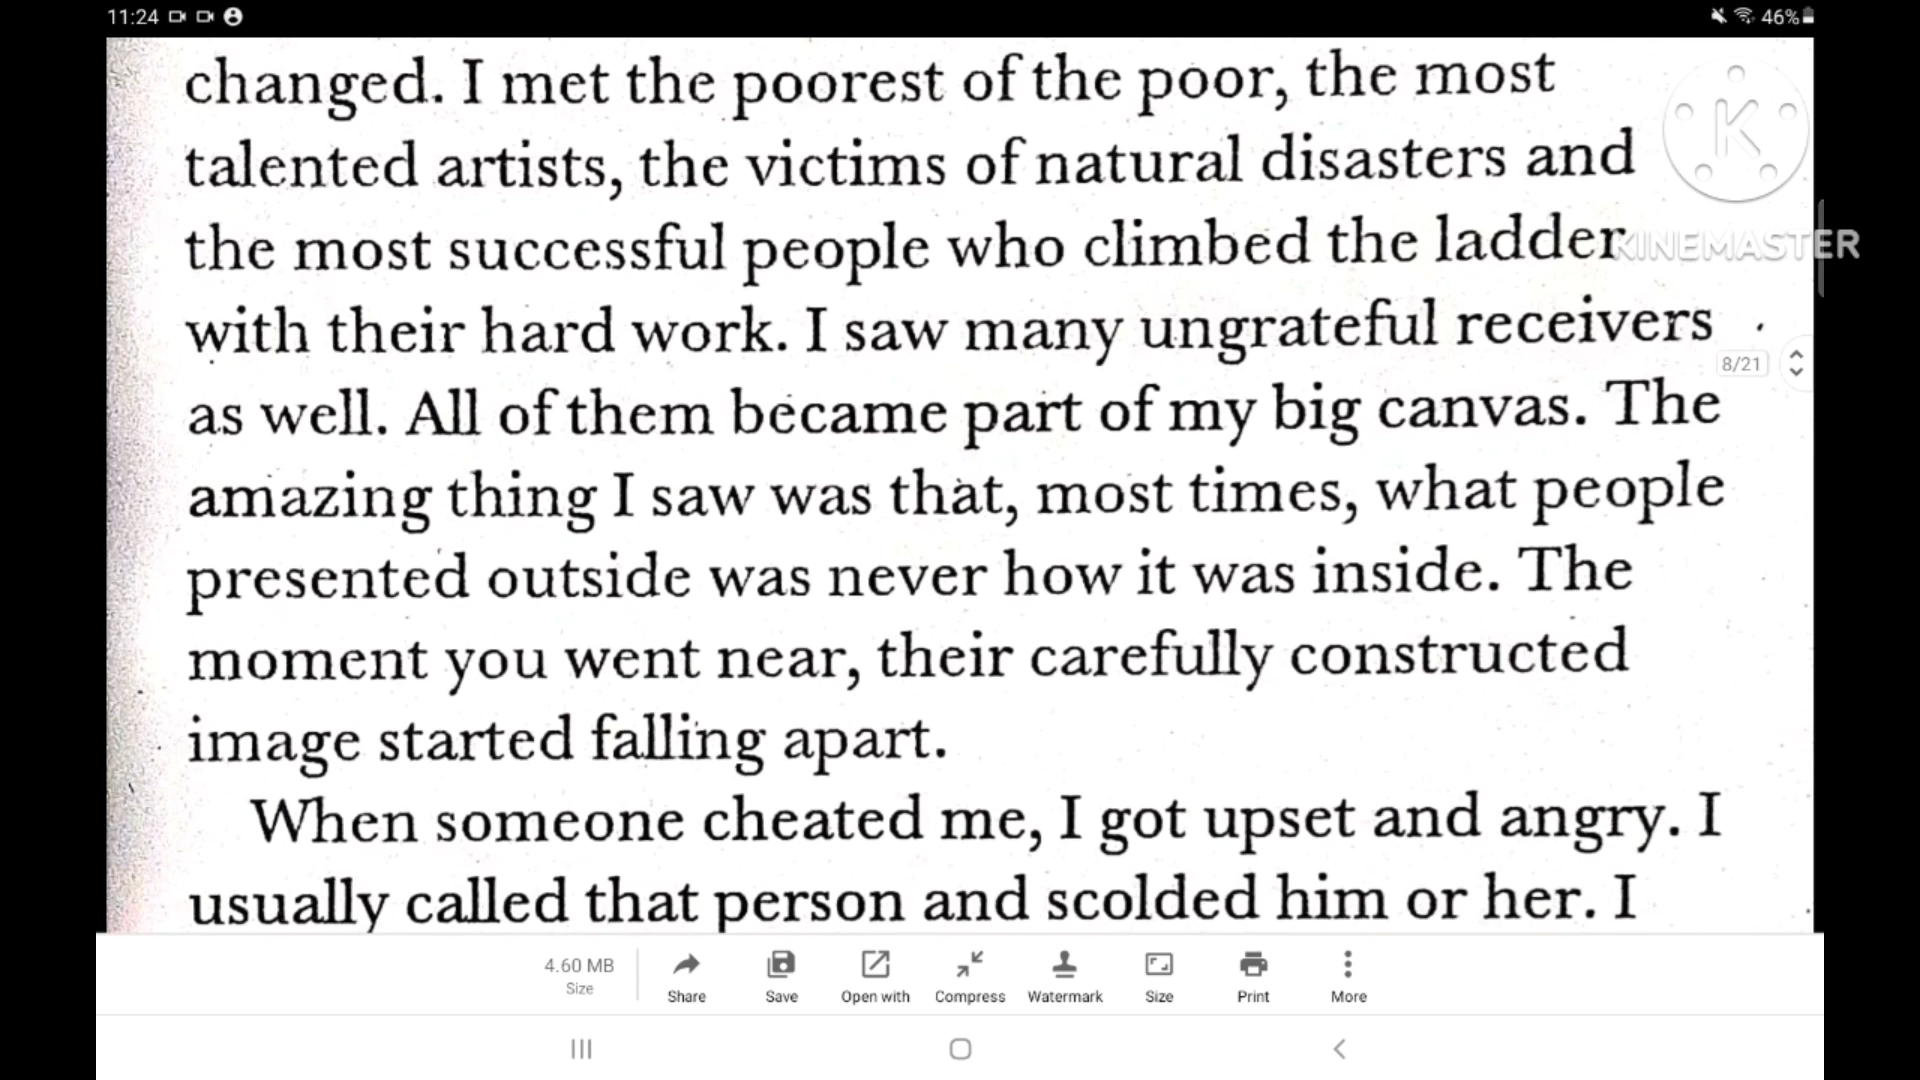 11:24
46%
changed. I met the poorest of the poor, the most
talented artists, the victims of natural disasters and
the most successful people who climbed the ladder
with their hard work. I saw many ungrateful receivers
as well. All of them became part of my big canvas. The
amazing thing I saw was that, most times, what people
presented outside was never how it was inside. The
moment you went near, their carefully constructed
image started falling apart.
When someone cheated me, I got upset and angry. I
usually called that person and scolded him or her. I
K
KINEMASTER
8/21
4.60 MB
Size
Share
Save
Open with
Compress
Watermark
Size
Print
More